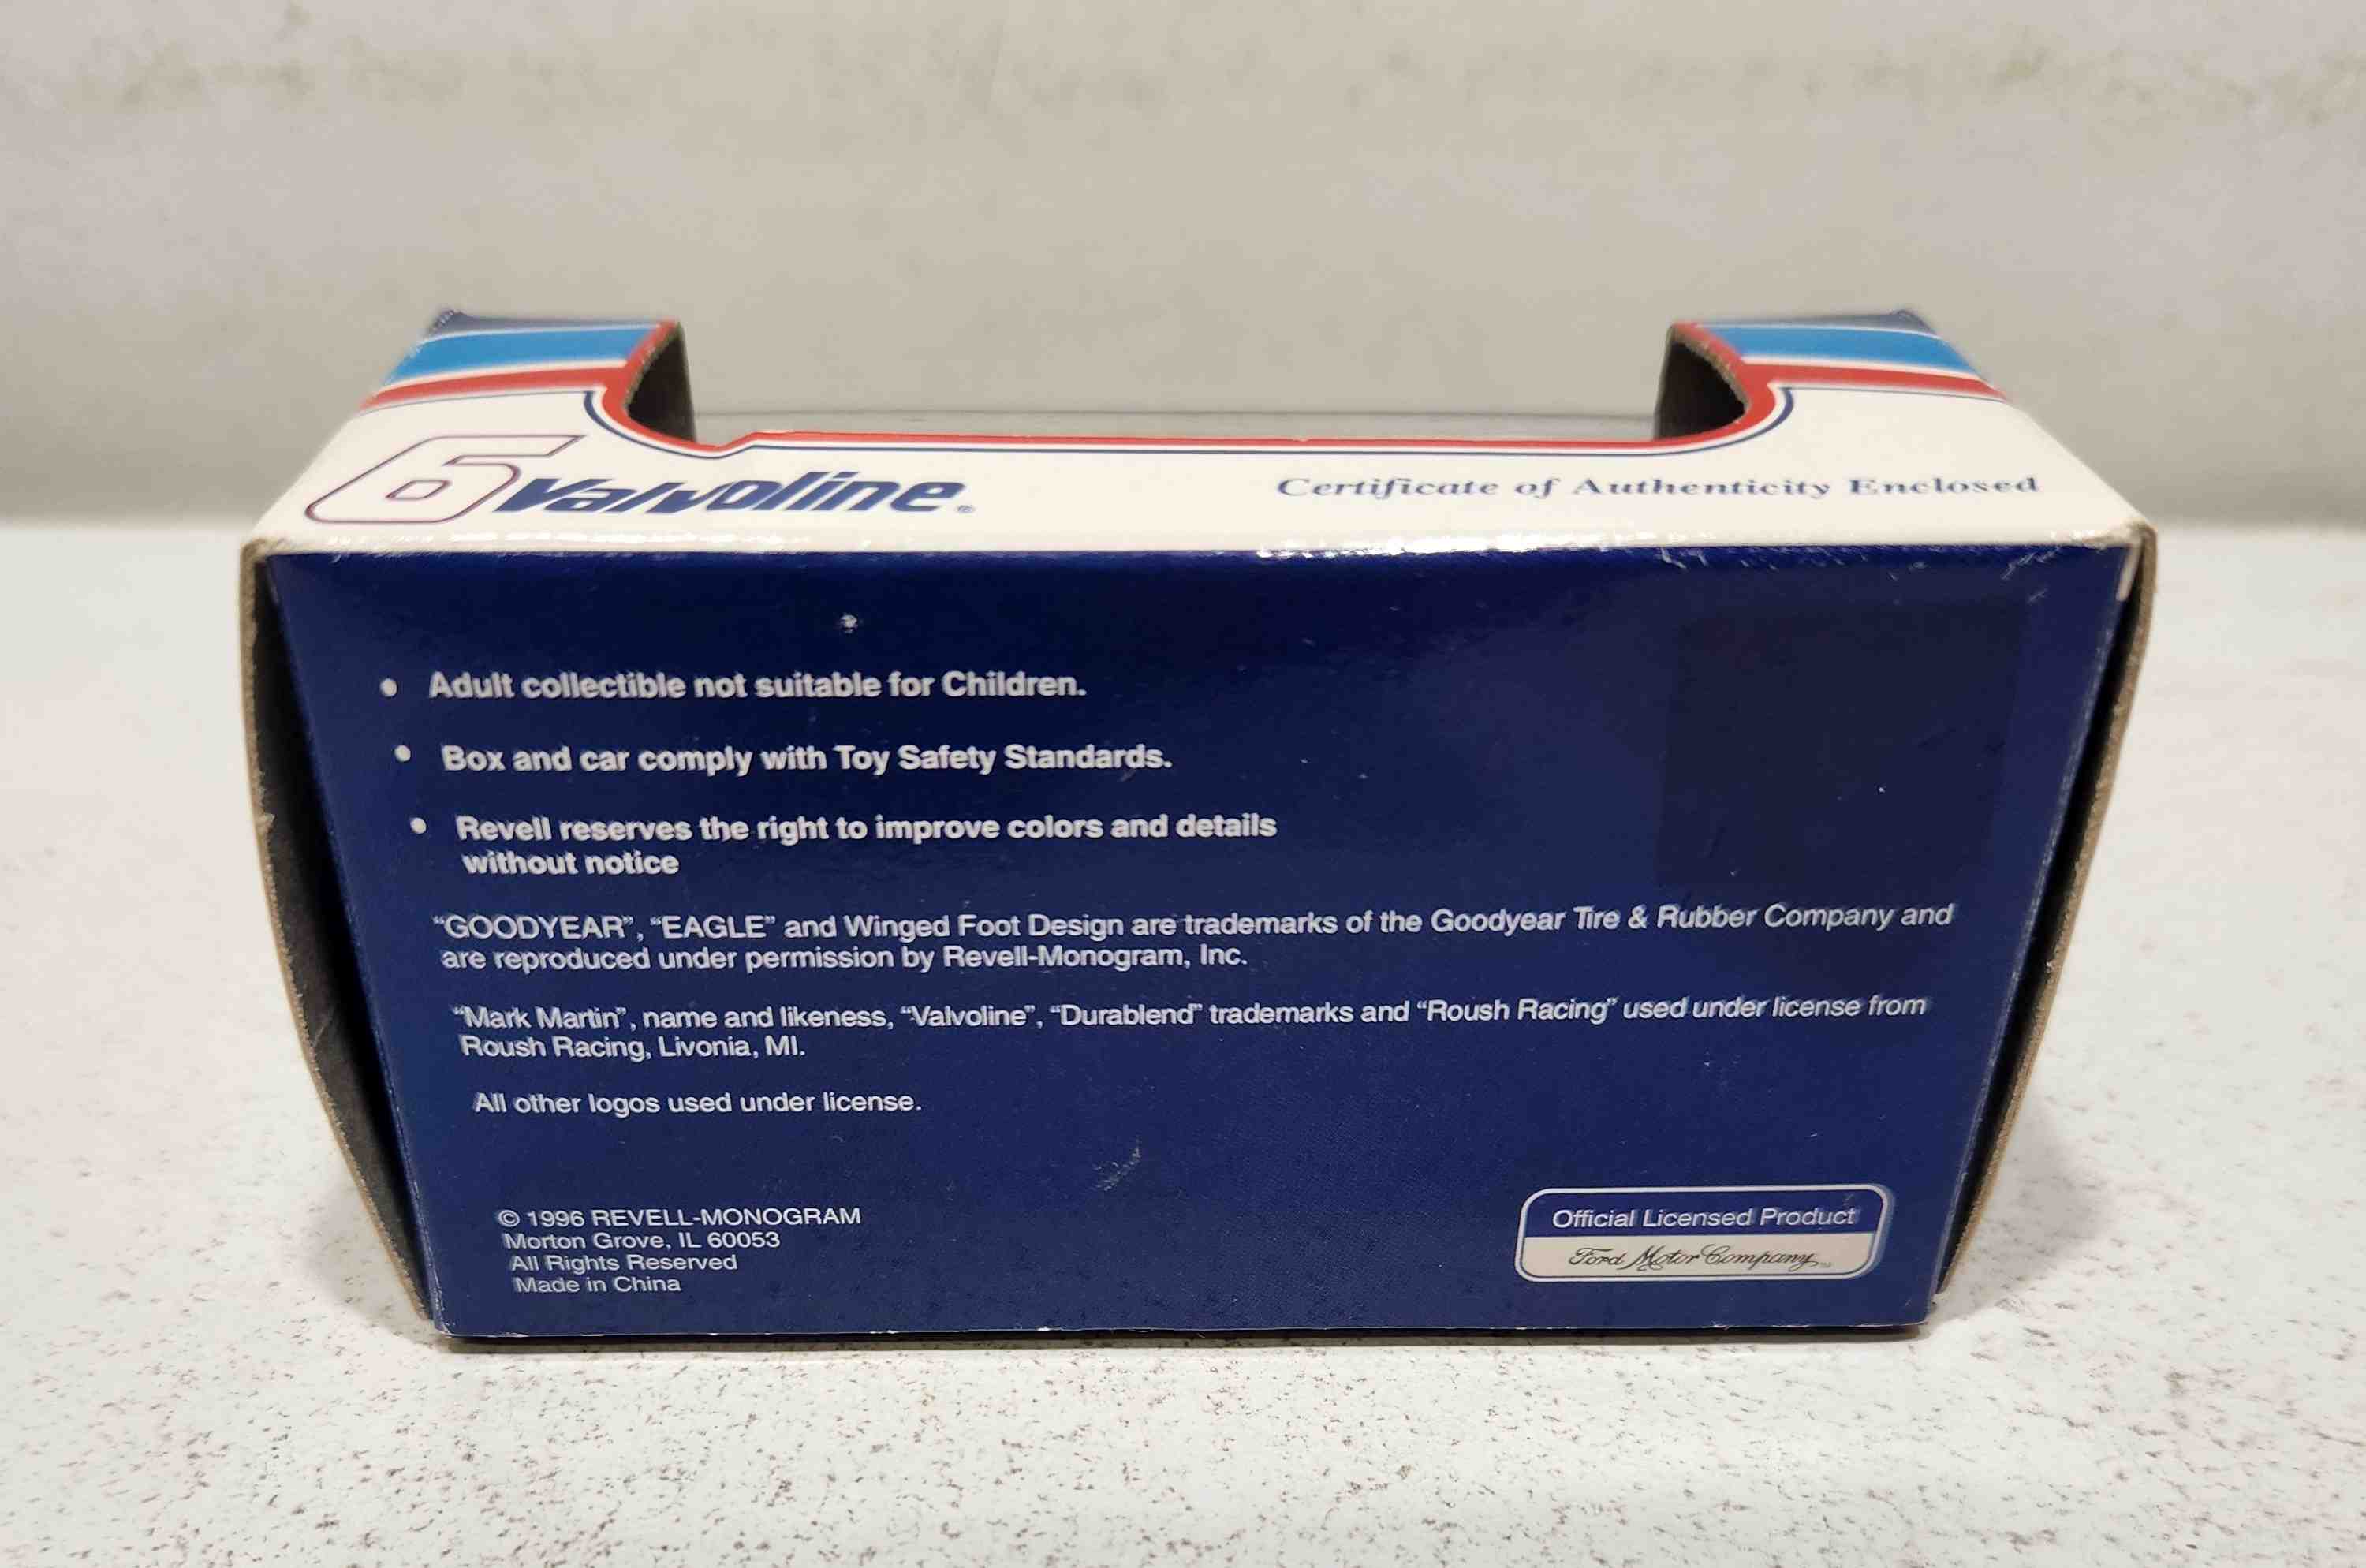 6 Valvoline®
Certificate of Authenticity Enclosed
• Adult collectible not suitable for Children.
• Box and car comply with Toy Safety Standards.
• Revell reserves the right to improve colors and details
without notice
“GOODYEAR”, “EAGLE” and Winged Foot Design are trademarks of the Goodyear Tire & Rubber Company and
are reproduced under permission by Revell-Monogram, Inc.
“Mark Martin”, name and likeness, “Valvoline”, “Durablend” trademarks and “Roush Racing” used under license from
Roush Racing, Livonia, MI.
All other logos used under license.
© 1996 REVELL-MONOGRAM
Morton Grove, IL 60053
All Rights Reserved
Made in China
Official Licensed Product
Ford Motor Company™